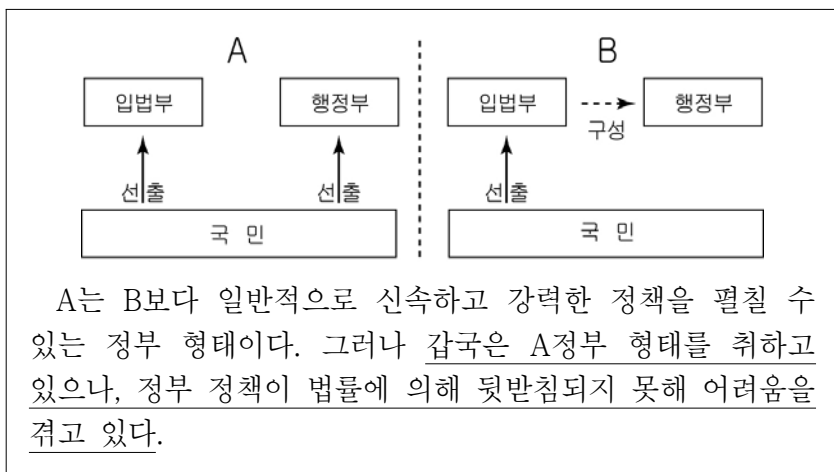 A B
입법부 행정부 입법부 행정부
구성
선출 선출 선출
국 민 국 민
A는 B보다 일반적으로 신속하고 강력한 정책을 펼칠 수
있는 정부 형태이다. 그러나 갑국은 A정부 형태를 취하고
있으나, 정부 정책이 법률에 의해 뒷받침되지 못해 어려움을
겪고 있다.